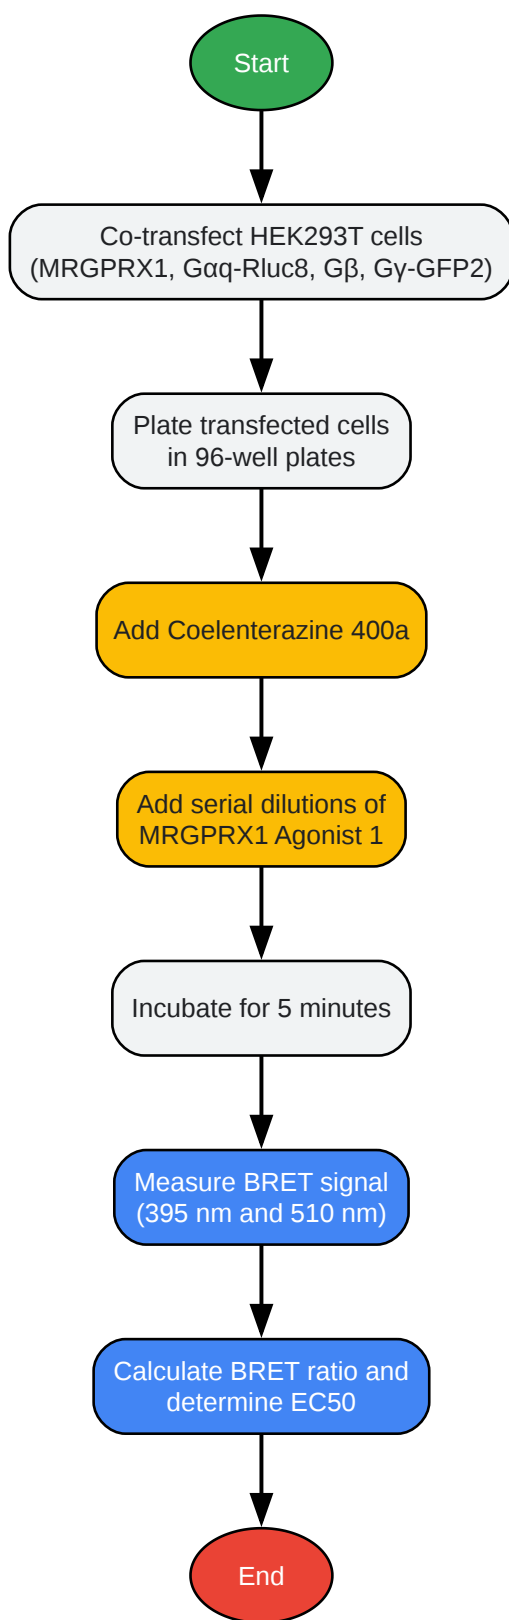 Start
Co-transfect HEK293T cells
(MRGPRX1, Gαq-Rluc8, Gβ, Gγ-GFP2)
Plate transfected cells
in 96-well plates
Add Coelenterazine 400a
Add serial dilutions of
MRGPRX1 Agonist 1
Incubate for 5 minutes
Measure BRET signal
(395 nm and 510 nm)
Calculate BRET ratio and
determine EC50
End